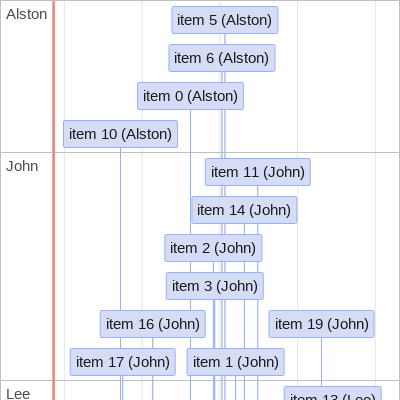 Alston
item 5 (Alston)
item 6 (Alston)
item 0 (Alston)
item 10 (Alston)
John
item 11 (John)
item 14 (John)
item 2 (John)
item 3 (John)
item 16 (John)
item 19 (John)
item 17 (John)
item 1 (John)
Lee
item 13 (Lee)